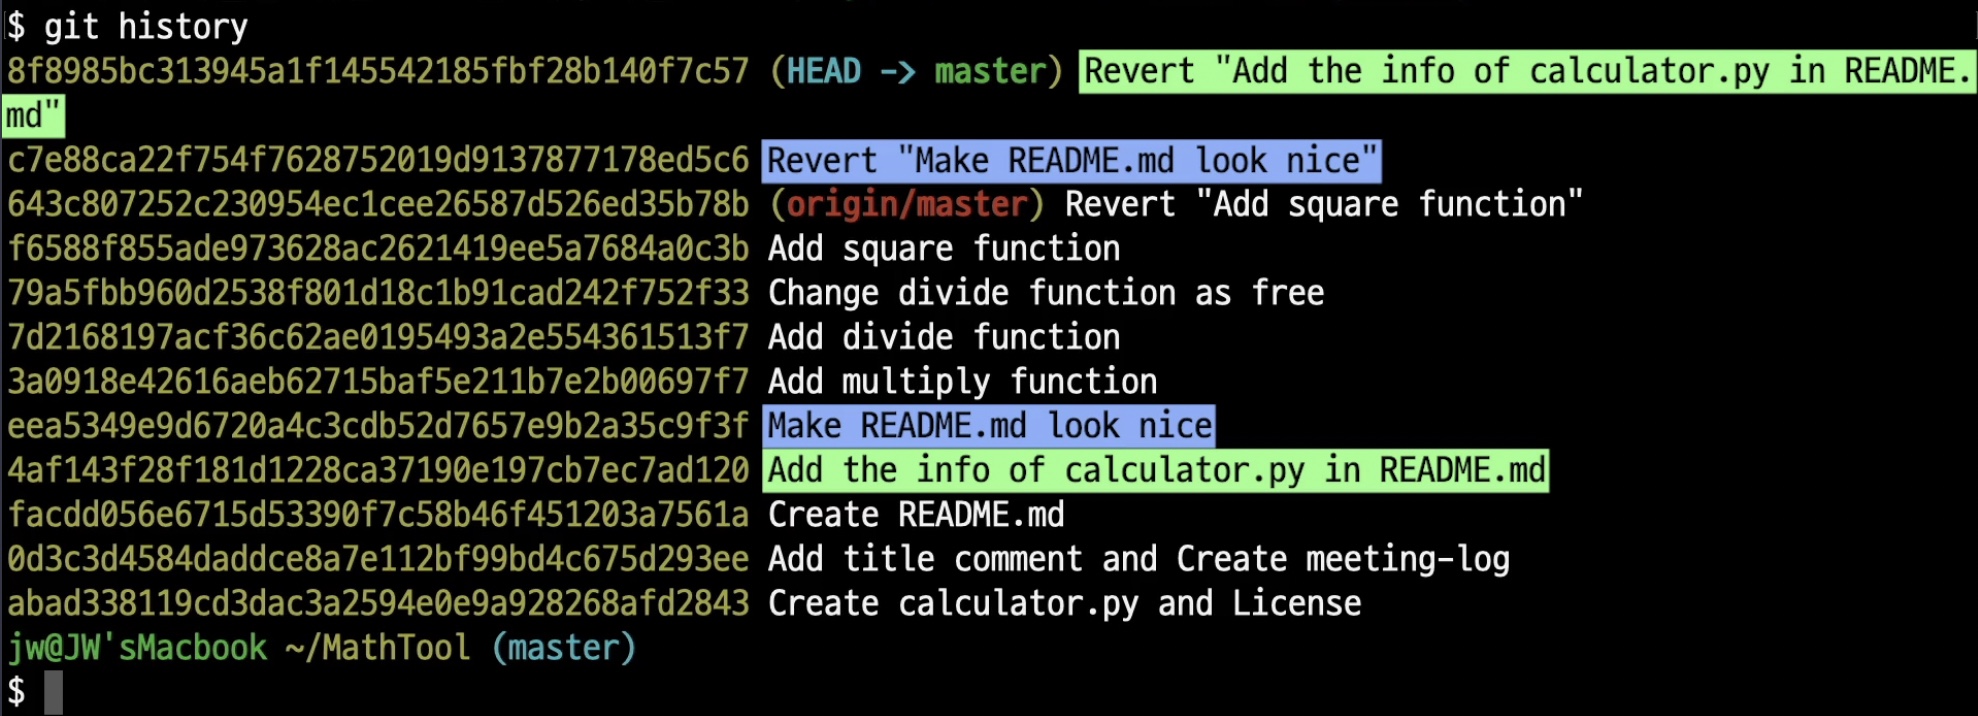 $ git history
8f8985bc313945a1f145542185fbf28b140f7c57 (HEAD -> master) Revert "Add the info of calculator.py in README.
md"
c7e88ca22f754f7628752019d9137877178ed5c6 Revert "Make README.md look nice"
643c807252c230954ec1cee26587d526ed35b78b (origin/master) Revert "Add square function"
f6588f855ade973628ac2621419ee5a7684a0c3b Add square function
79a5fbb960d2538f801d18c1b91cad242f752f33 Change divide function as free
7d2168197acf36c62ae0195493a2e554361513f7 Add divide function
3a0918e42616aeb62715baf5e211b7e2b00697f7 Add multiply function
eea5349e9d6720a4c3cdb52d7657e9b2a35c9f3f Make README.md look nice
4af143f28f181d1228ca37190e197cb7ec7ad120 Add the info of calculator.py in README.md
facdd056e6715d53390f7c58b46f451203a7561a Create README.md
0d3c3d4584daddce8a7e112bf99bd4c675d293ee Add title comment and Create meeting-log
abad338119cd3dac3a2594e0e9a928268afd2843 Create calculator.py and License
jw@JW'sMacbook ~/MathTool (master)
$